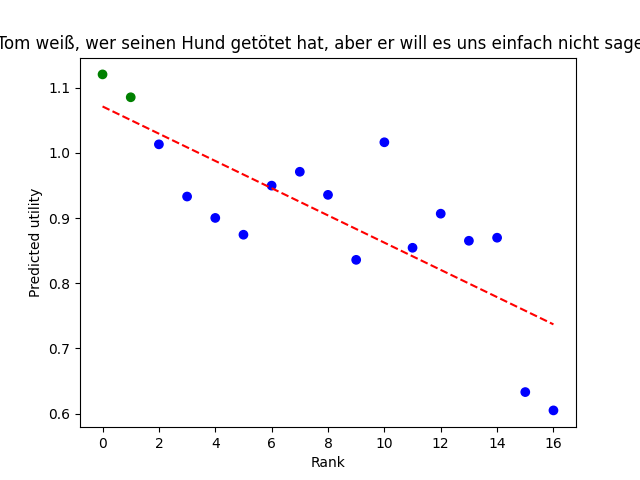 Tom weiß, wer seinen Hund getötet hat, aber er will es uns einfach nicht sage
Predicted utility
1.1
1.0
0.9
0.8
0.7
0.6
0 2 4 6 8 10 12 14 16
Rank